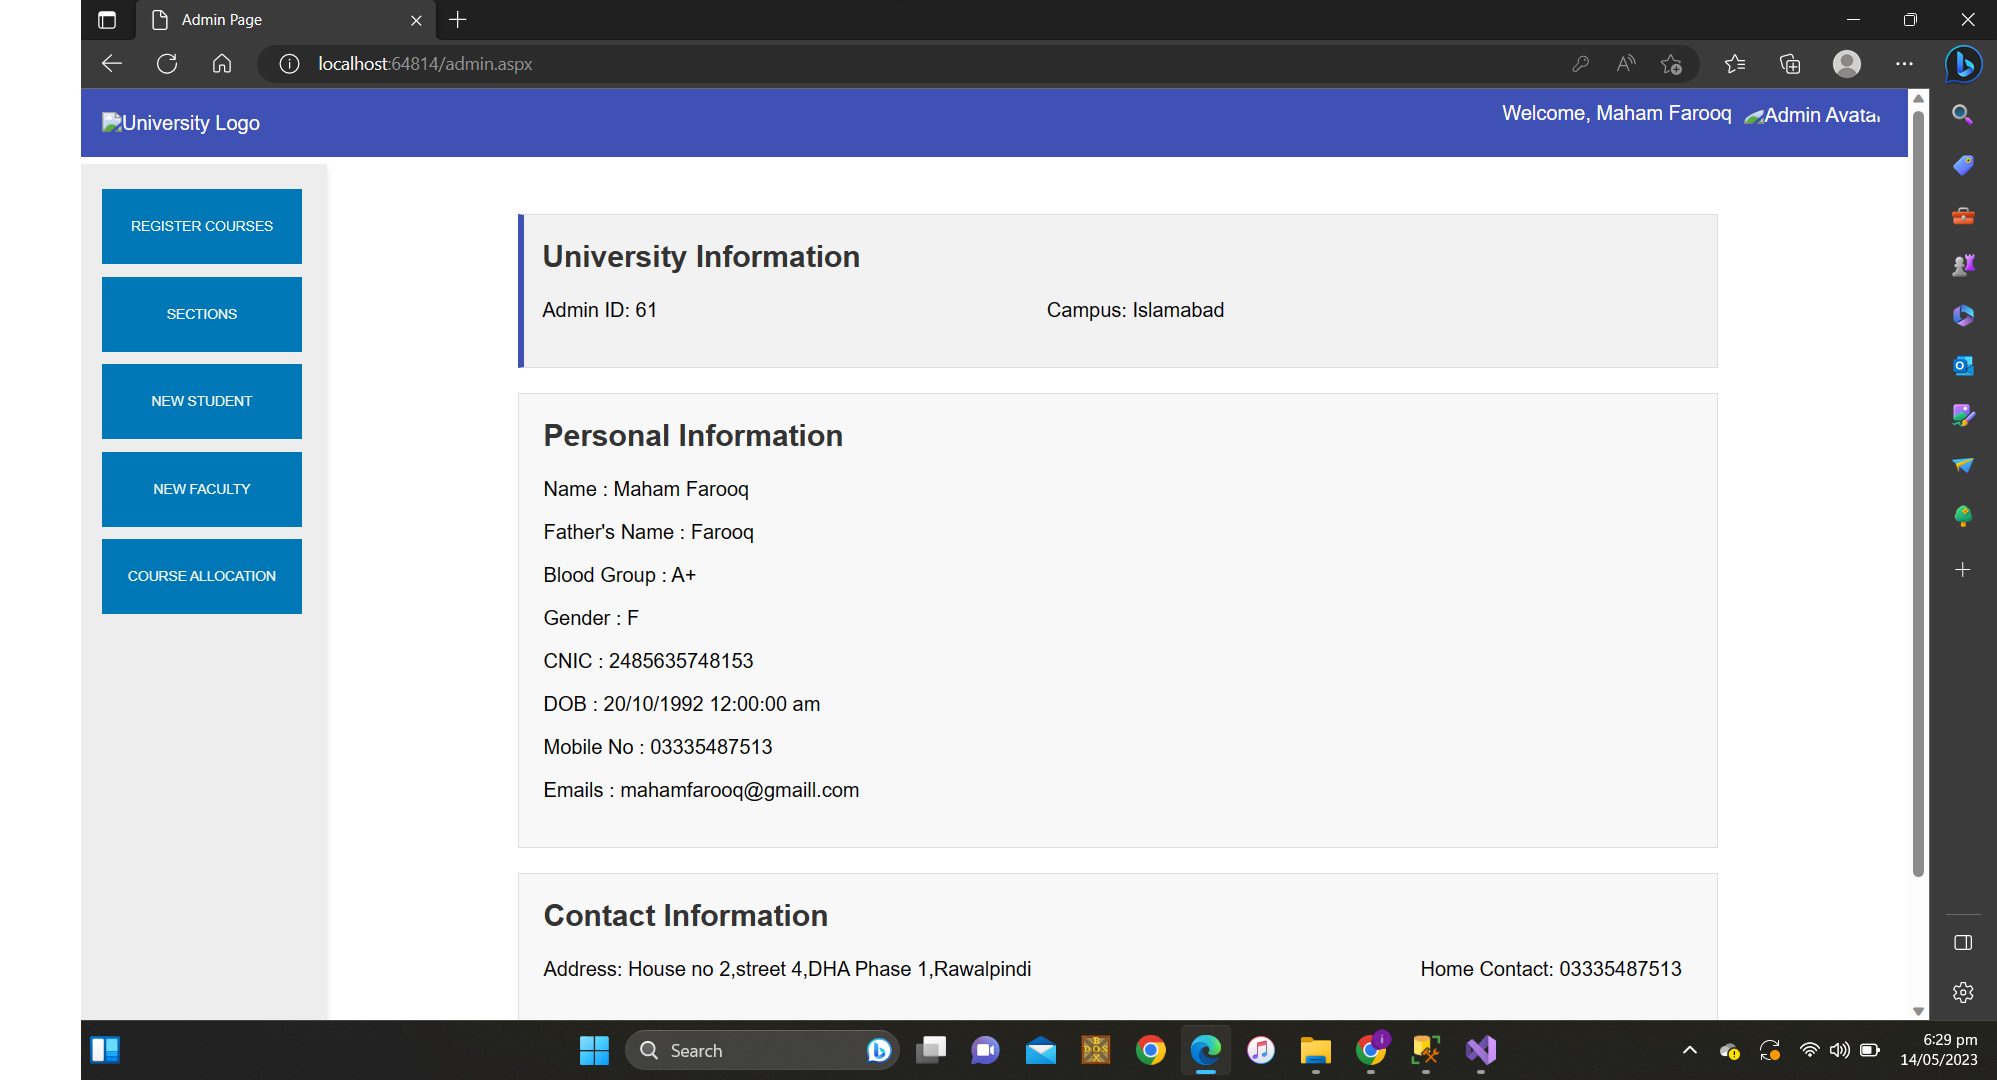 Admin Page
localhost:64814/admin.aspx
University Logo
Welcome, Maham Farooq Admin Avatar
REGISTER COURSES
SECTIONS
NEW STUDENT
NEW FACULTY
COURSE ALLOCATION
University Information
Admin ID: 61 Campus: Islamabad
Personal Information
Name : Maham Farooq
Father's Name : Farooq
Blood Group : A+
Gender : F
CNIC : 2485635748153
DOB : 20/10/1992 12:00:00 am
Mobile No : 03335487513
Emails : mahamfarooq@gmaill.com
Contact Information
Address: House no 2,street 4,DHA Phase 1,Rawalpindi Home Contact: 03335487513
Search
6:29 pm
14/05/2023